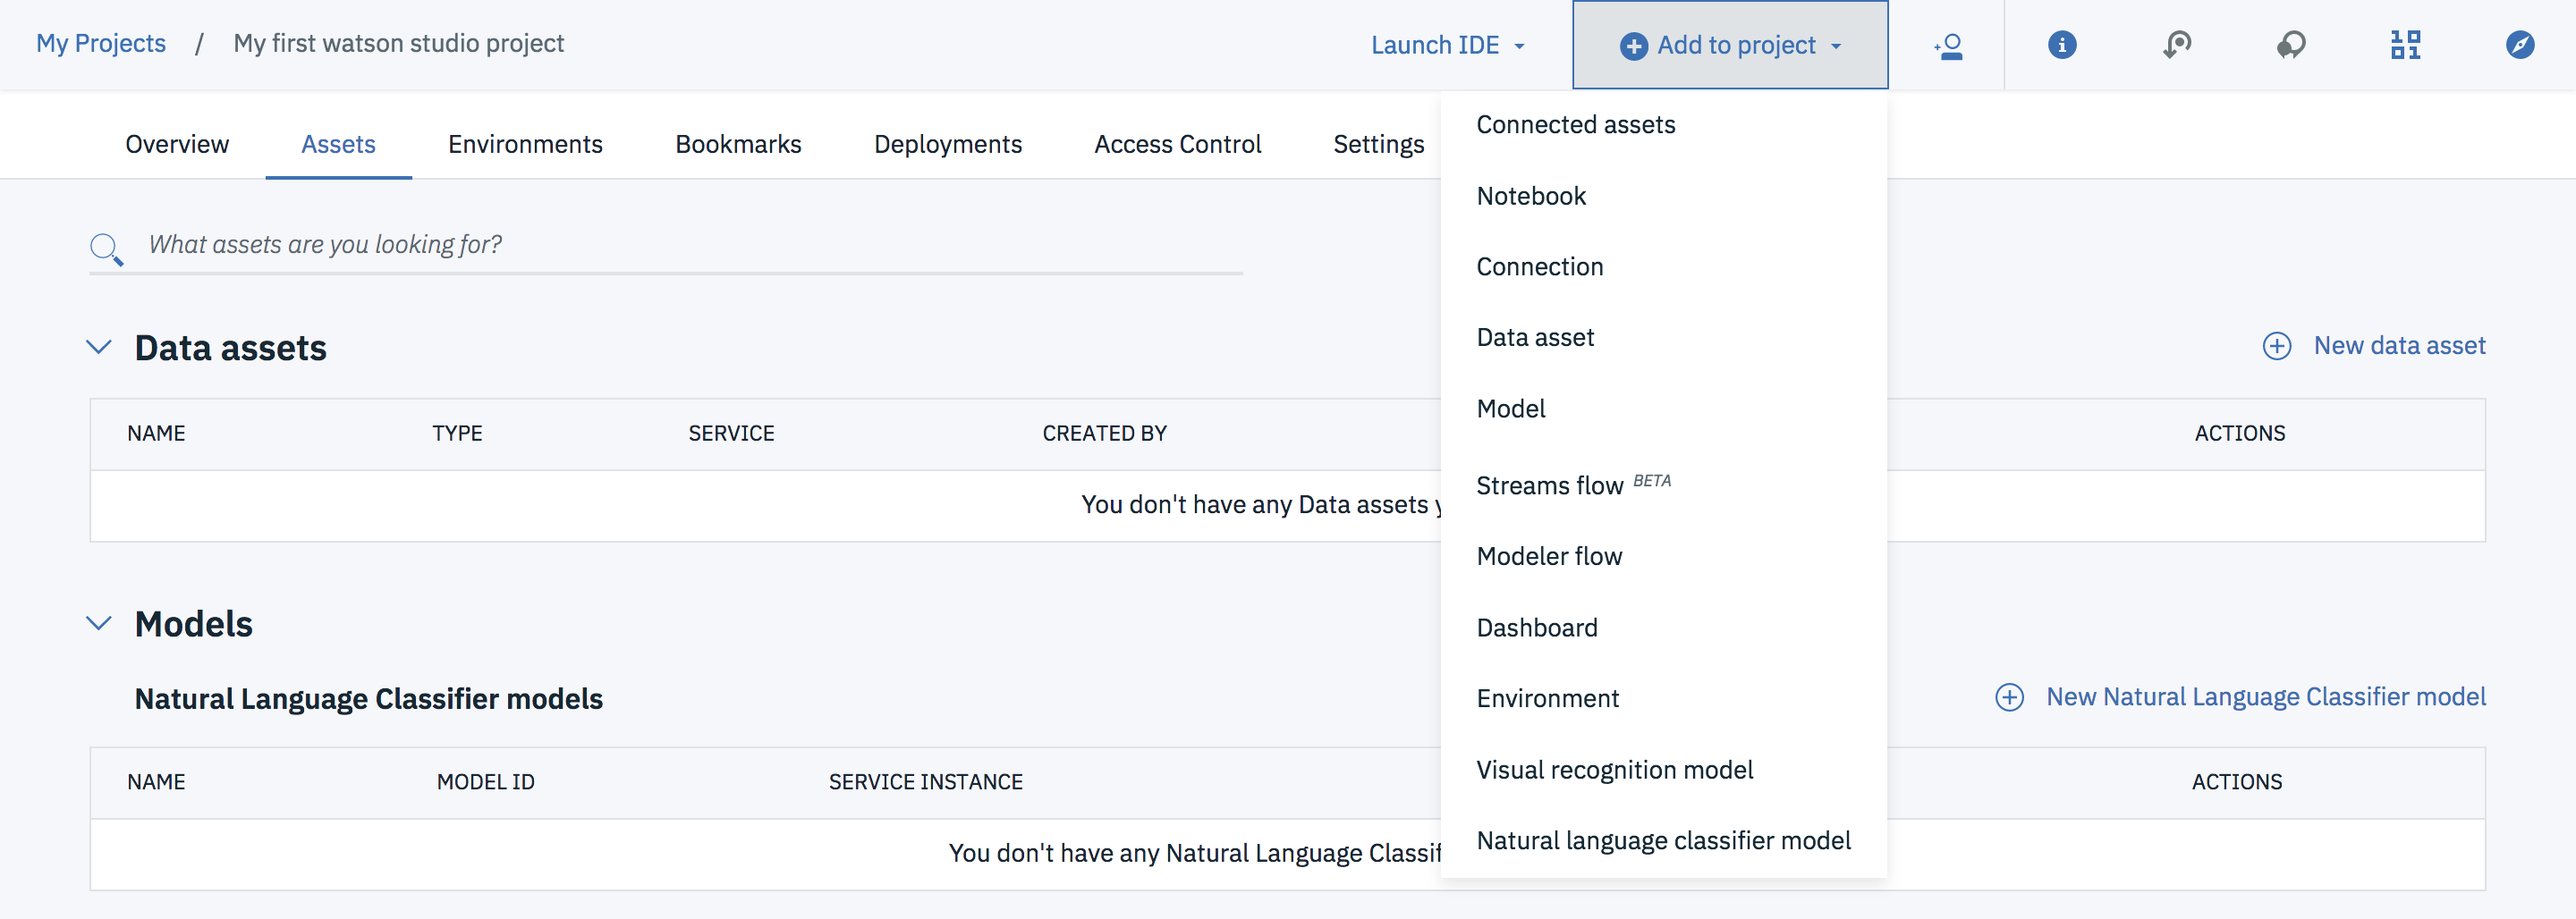 My Projects / My first watson studio project
Launch IDE
Add to project
Overview
Assets
Environments
Bookmarks
Deployments
Access Control
Settings
Connected assets
Notebook
Connection
Data asset
Model
Streams flow BETA
Modeler flow
Dashboard
Environment
Visual recognition model
Natural language classifier model
What assets are you looking for?
Data assets
New data asset
NAME TYPE SERVICE CREATED BY ACTIONS
You don't have any Data assets
Models
Natural Language Classifier models
New Natural Language Classifier model
NAME MODEL ID SERVICE INSTANCE ACTIONS
You don't have any Natural Language Classif